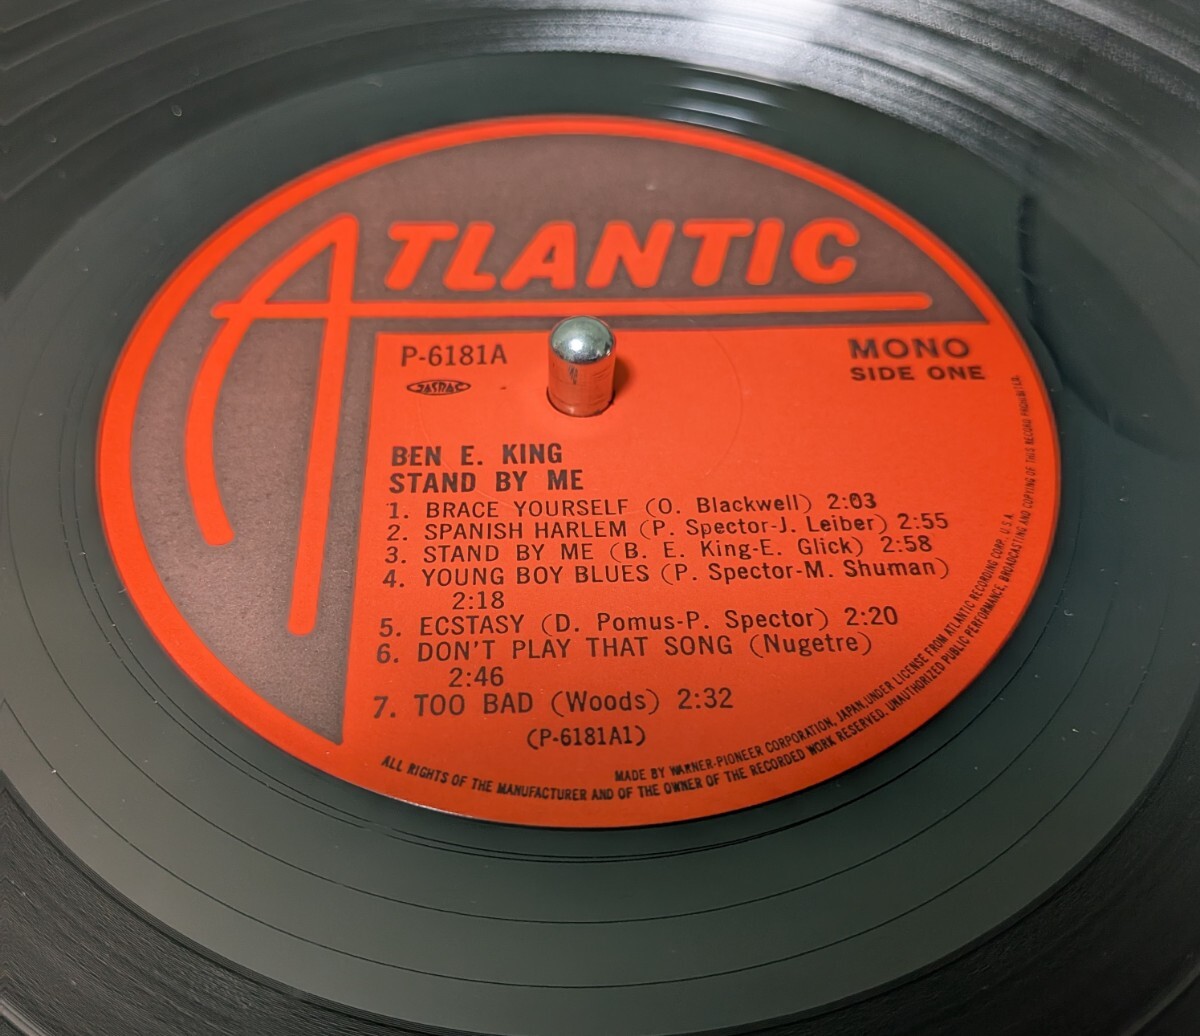 ATLANTIC
P-6181A
MONO
JASRAC
SIDE ONE
BEN E. KING
STAND BY ME
1. BRACE YOURSELF (O. Blackwell) 2:03
2. SPANISH HARLEM (P. Spector-J. Leiber) 2:55
3. STAND BY ME (B. E. King-E. Glick) 2:58
4. YOUNG BOY BLUES (P. Spector-M. Shuman)
2:18
5. ECSTASY (D. Pomus-P. Spector) 2:20
6. DON'T PLAY THAT SONG (Nugetre)
2:46
7. TOO BAD (Woods) 2:32
(P-6181A1)
MADE BY WARNER-PIONEER CORPORATION, JAPAN, UNDER LICENSE FROM ATLANTIC RECORDING CORP., U.S.A.
ALL RIGHTS OF THE MANUFACTURER AND OF THE OWNER OF THE RECORDED WORK RESERVED. UNAUTHORIZED PUBLIC PERFORMANCE, BROADCASTING AND COPYING OF THIS RECORD PROHIBITED.